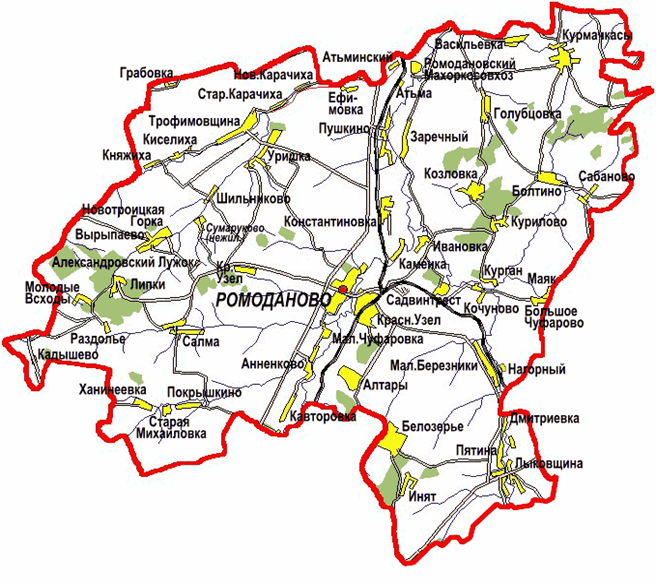 Курмачкасы
Васильевка
Атьминский
Ромодановский
Махоркосовхоз
Грабовка
Нов.Карачиха
Стар.Карачиха
Ефи-
мовка
Атьма
Голубцовка
Трофимовщина
Пушкино
Заречный
Киселиха
Княжиха
Уришка
Козловка
Болтино
Сабаново
Шильниково
Новотроицкая
Горка
Сумаруково
(нежил.)
Константиновка
Курилово
Вырыпаево
Ивановка
Александровский Лужок
Кр.
Узел
Каменка
Курган
Маяк
Молодые
Всходы
Липки
РОМОДАНОВО
Садвинтрест
Кочуново
Большое
Чуфарово
Красн.Узел
Раздолье
Салма
Мал.Чуфаровка
Кадышево
Анненково
Мал.Березники
Нагорный
Алтары
Ханинеевка
Покрышкино
Старая
Михайловка
Кавторовка
Белозерье
Дмитриевка
Пятина
Лыковщина
Инят